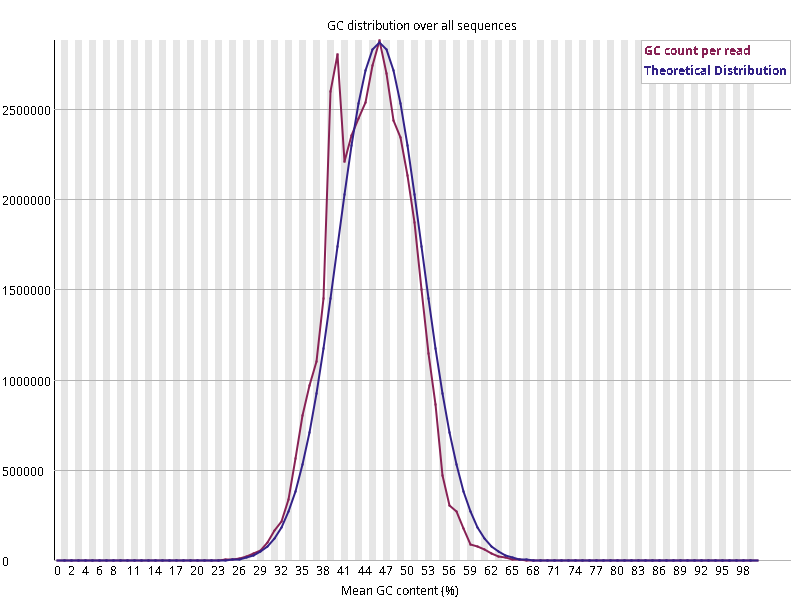 GC distribution over all sequences
GC count per read
Theoretical Distribution
2500000
2000000
1500000
1000000
500000
0
0 2 4 6 8 11 14 17 20 23 26 29 32 35 38 41 44 47 50 53 56 59 62 65 68 71 74 77 80 83 86 89 92 95 98
Mean GC content (%)